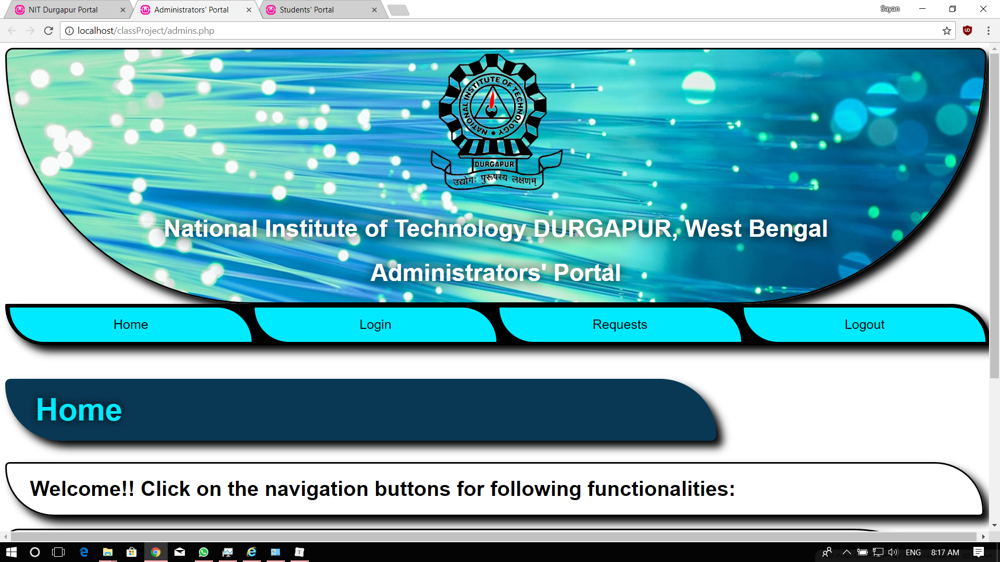 NIT Durgapur Portal
Administrators' Portal
Students' Portal
Sayan
localhost/classProject/admins.php
NATIONAL INSTITUTE OF TECHNOLOGY
DURGAPUR
उद्योगः पुरूषस्य लक्षणम्
National Institute of Technology DURGAPUR, West Bengal
Administrators' Portal
Home
Login
Requests
Logout
Home
Welcome!! Click on the navigation buttons for following functionalities:
ENG
8:17 AM